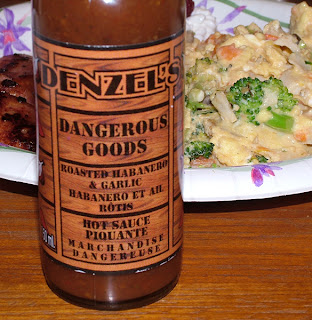 DENZEL'S
DANGEROUS
GOODS
ROASTED HABANERO
& GARLIC
HABANERO ET AIL
RÔTIS
HOT SAUCE
PIQUANTE
MARCHANDISE
DANGEREUSE